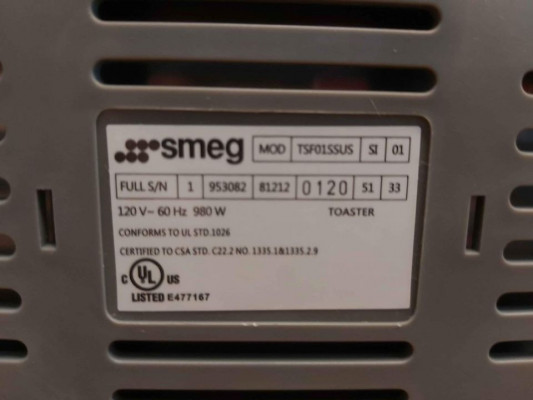 smeg MOD TSF01SSUS SI 01
FULL S/N 1 953082 81212 0120 S1 33
120 V~ 60 Hz 980 W TOASTER
CONFORMS TO UL STD.1026
CERTIFIED TO CSA STD. C22.2 NO. 1335.1&1335.2.9
C UL US
LISTED E477167